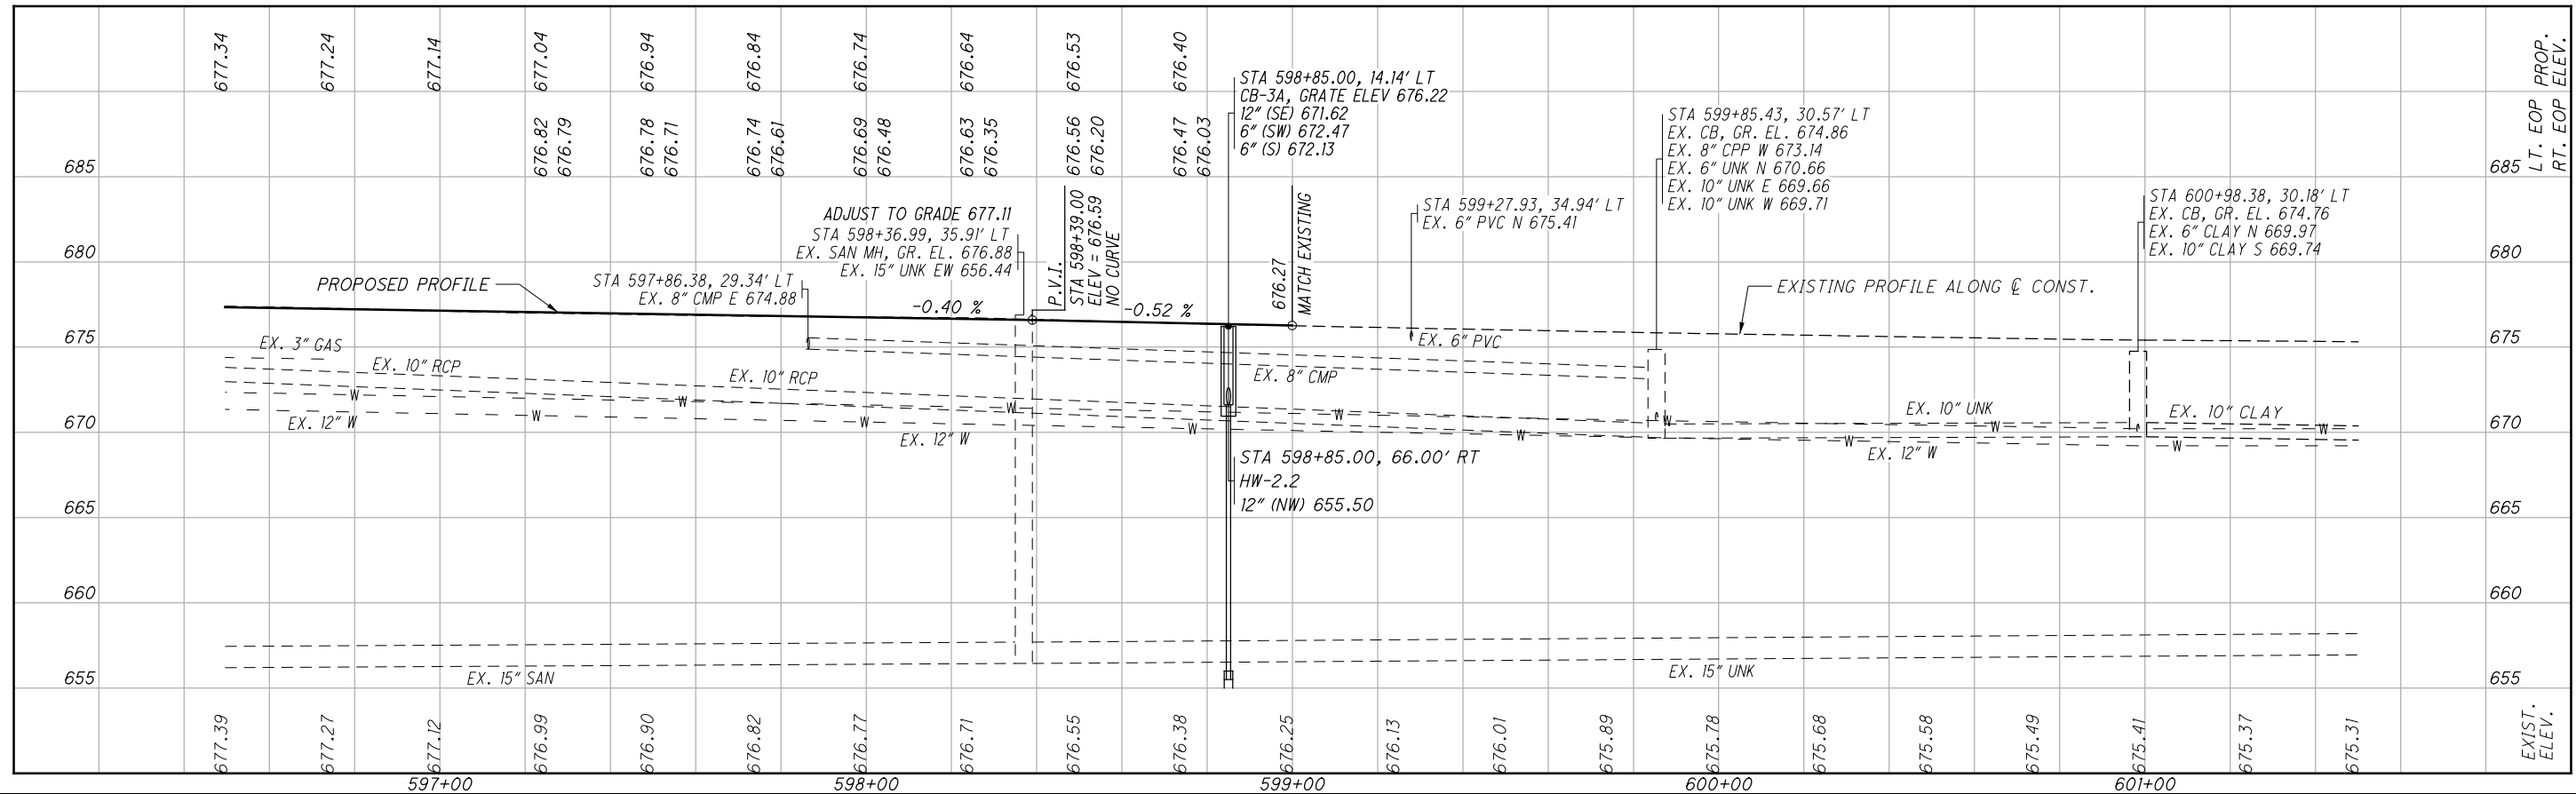 677.34 677.24 677.14 677.04 676.94 676.84 676.74 676.64 676.53 676.40
LT. EOP PROP.
RT. EOP ELEV.
676.82 676.78 676.74 676.69 676.63 676.56 676.47
676.79 676.71 676.61 676.48 676.35 676.20 676.03
STA 598+85.00, 14.14' LT
CB-3A, GRATE ELEV 676.22
12" (SE) 671.62
6" (SW) 672.47
6" (S) 672.13
STA 599+85.43, 30.57' LT
EX. CB, GR. EL. 674.86
EX. 8" CPP W 673.14
EX. 6" UNK N 670.66
EX. 10" UNK E 669.66
EX. 10" UNK W 669.71
685 685
STA 599+27.93, 34.94' LT
EX. 6" PVC N 675.41
STA 600+98.38, 30.18' LT
EX. CB, GR. EL. 674.76
EX. 6" CLAY N 669.97
EX. 10" CLAY S 669.74
ADJUST TO GRADE 677.11
STA 598+36.99, 35.91' LT
EX. SAN MH, GR. EL. 676.88
EX. 15" UNK EW 656.44
P.V.I.
STA 598+39.00
ELEV = 676.59
NO CURVE
676.27
MATCH EXISTING
680 680
PROPOSED PROFILE
STA 597+86.38, 29.34' LT
EX. 8" CMP E 674.88
EXISTING PROFILE ALONG ℄ CONST.
-0.40 % -0.52 %
675 675
EX. 3" GAS
EX. 6" PVC
EX. 10" RCP
EX. 10" RCP
EX. 8" CMP
W W W W W W W
EX. 10" UNK
EX. 10" CLAY
670 670
EX. 12" W
W W W W W W
EX. 12" W
EX. 12" W
STA 598+85.00, 66.00' RT
HW-2.2
12" (NW) 655.50
665 665
660 660
655 655
EX. 15" SAN
EX. 15" UNK
677.39 677.27 677.12 676.99 676.90 676.82 676.77 676.71 676.55 676.38 676.25 676.13 676.01 675.89 675.78 675.68 675.58 675.49 675.41 675.37 675.31
EXIST.
ELEV.
597+00 598+00 599+00 600+00 601+00